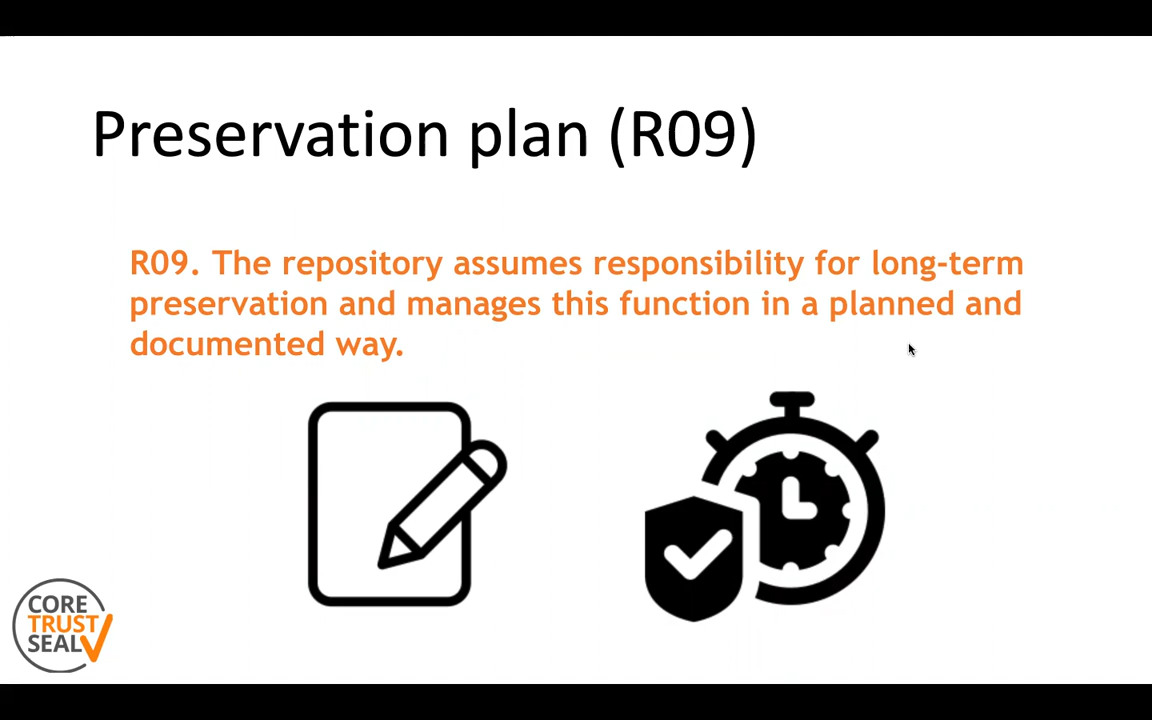 Preservation plan (R09)
R09. The repository assumes responsibility for long-term
preservation and manages this function in a planned and
documented way.
CORE
TRUST
SEAL